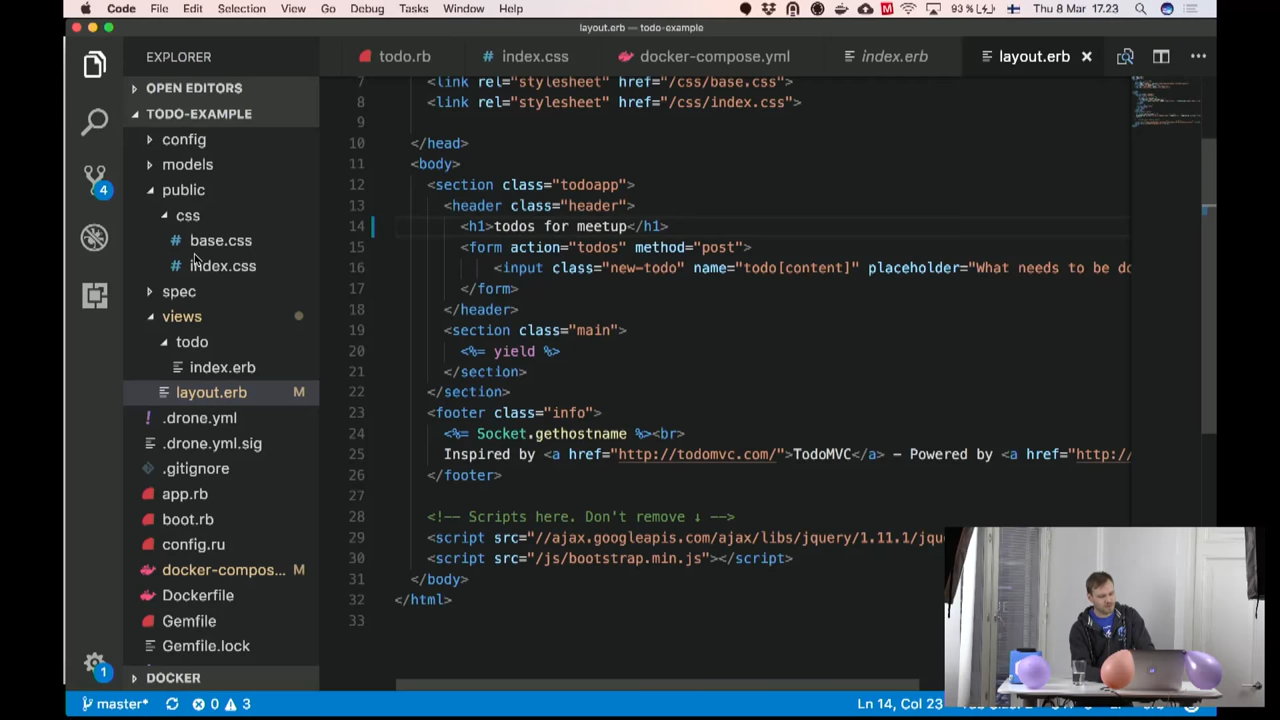 Code File Edit Selection View Go Debug Tasks Window Help 93 % Thu 8 Mar 17.23
layout.erb — todo-example
EXPLORER
todo.rb
# index.css
docker-compose.yml
index.erb
layout.erb
OPEN EDITORS
TODO-EXAMPLE
config
models
public
css
# base.css
# index.css
spec
views
todo
index.erb
layout.erb M
! .drone.yml
.drone.yml.sig
.gitignore
app.rb
boot.rb
config.ru
docker-compos... M
Dockerfile
Gemfile
Gemfile.lock
DOCKER
4
1
7 <link rel="stylesheet" href="/css/base.css">
8 <link rel="stylesheet" href="/css/index.css">
9
10 </head>
11 <body>
12 <section class="todoapp">
13 <header class="header">
14 <h1>todos for meetup</h1>
15 <form action="todos" method="post">
16 <input class="new-todo" name="todo[content]" placeholder="What needs to be do
17 </form>
18 </header>
19 <section class="main">
20 <%= yield %>
21 </section>
22 </section>
23 <footer class="info">
24 <%= Socket.gethostname %><br>
25 Inspired by <a href="http://todomvc.com/">TodoMVC</a> – Powered by <a href="http:/
26 </footer>
27
28 <!-- Scripts here. Don't remove ↓ -->
29 <script src="//ajax.googleapis.com/ajax/libs/jquery/1.11.1/jqu
30 <script src="/js/bootstrap.min.js"></script>
31 </body>
32 </html>
33
master* 0 3 Ln 14, Col 23